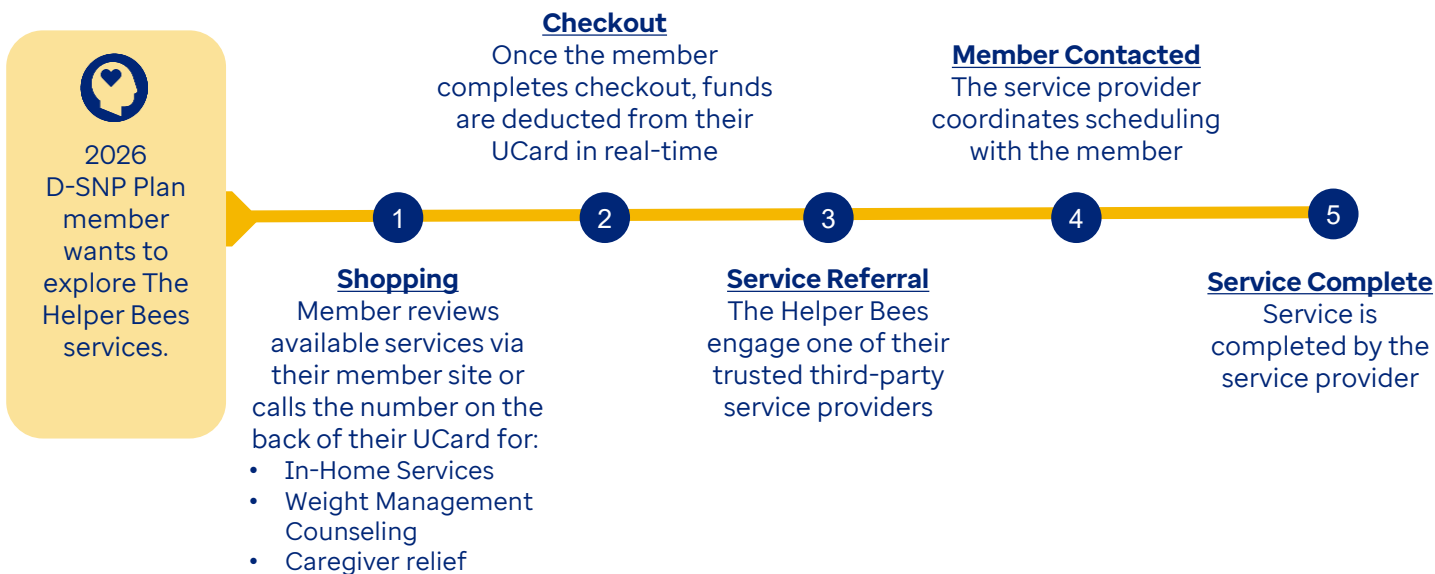 2026
D-SNP Plan
member
wants to
explore The
Helper Bees
services.
1
Shopping
Member reviews
available services via
their member site or
calls the number on the
back of their UCard for:
• In-Home Services
• Weight Management
Counseling
• Caregiver relief
Checkout
Once the member
completes checkout, funds
are deducted from their
UCard in real-time
2
3
Service Referral
The Helper Bees
engage one of their
trusted third-party
service providers
Member Contacted
The service provider
coordinates scheduling
with the member
4
5
Service Complete
Service is
completed by the
service provider